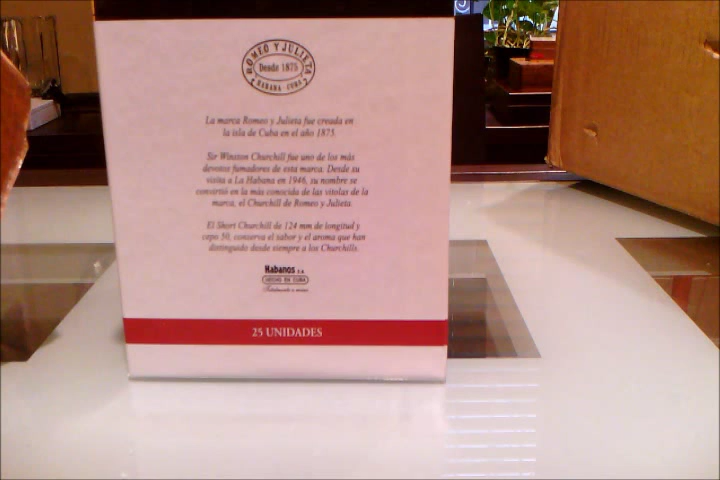 ROMEO Y JULIETA
Desde 1875
HABANA - CUBA
La marca Romeo y Julieta fue creada en
la isla de Cuba en el año 1875.
Sir Winston Churchill fue uno de los más
devotos fumadores de esta marca. Desde su
visita a La Habana en 1946, su nombre se
convirtió en la más conocida de las vitolas de la
marca, el Churchill de Romeo y Julieta.
El Short Churchill de 124 mm de longitud y
cepo 50, conserva el sabor y el aroma que han
distinguido desde siempre a los Churchills.
Habanos s.a.
HECHO EN CUBA
Totalmente a mano
25 UNIDADES